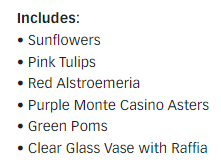 Includes:
• Sunflowers
• Pink Tulips
• Red Alstroemeria
• Purple Monte Casino Asters
• Green Poms
• Clear Glass Vase with Raffia